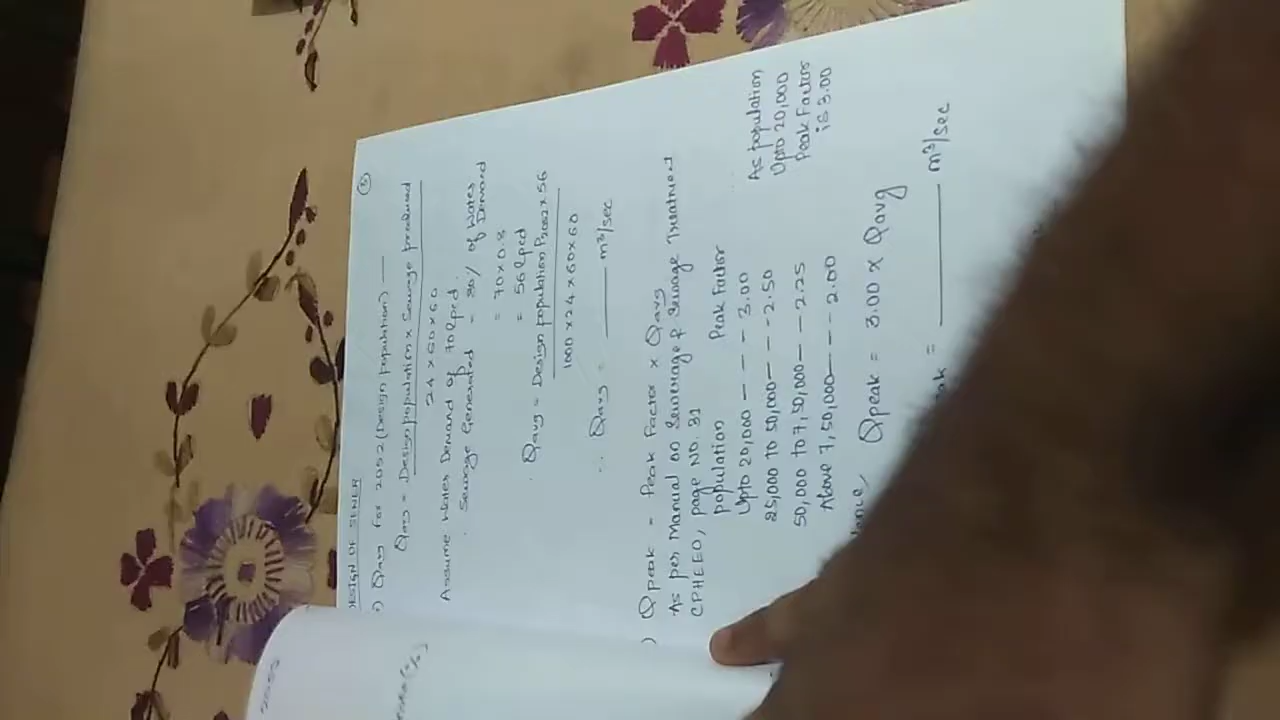 ③
DESIGN OF SEWER
) Qavg for 2052 (Design population) —
Qavg = Design population x Sewage produced
24 x 60 x 60
Assume Water Demand of 70 lpcd.
∴ Sewage Generated = 80% of Water Demand
= 70 x 0.8
= 56 lpcd
∴ Qavg = Design population P2052 x 56
1000 x 24 x 60 x 60
∴ Qavg = ______ m³/sec
) Qpeak = Peak Factor x Qavg
As per Manual on Sewerage & Sewage Treatment
CPHEEO, page NO. 31
population Peak Factor
Upto 20,000 — — — 3.00
25,000 TO 50,000 — — 2.50
50,000 TO 7,50,000 — — 2.25
Above 7,50,000 — — - 2.00
As population
Upto 20,000
Peak Factor
is 3.00
Qpeak = 3.00 x Qavg
= ______ m³/sec
(%)